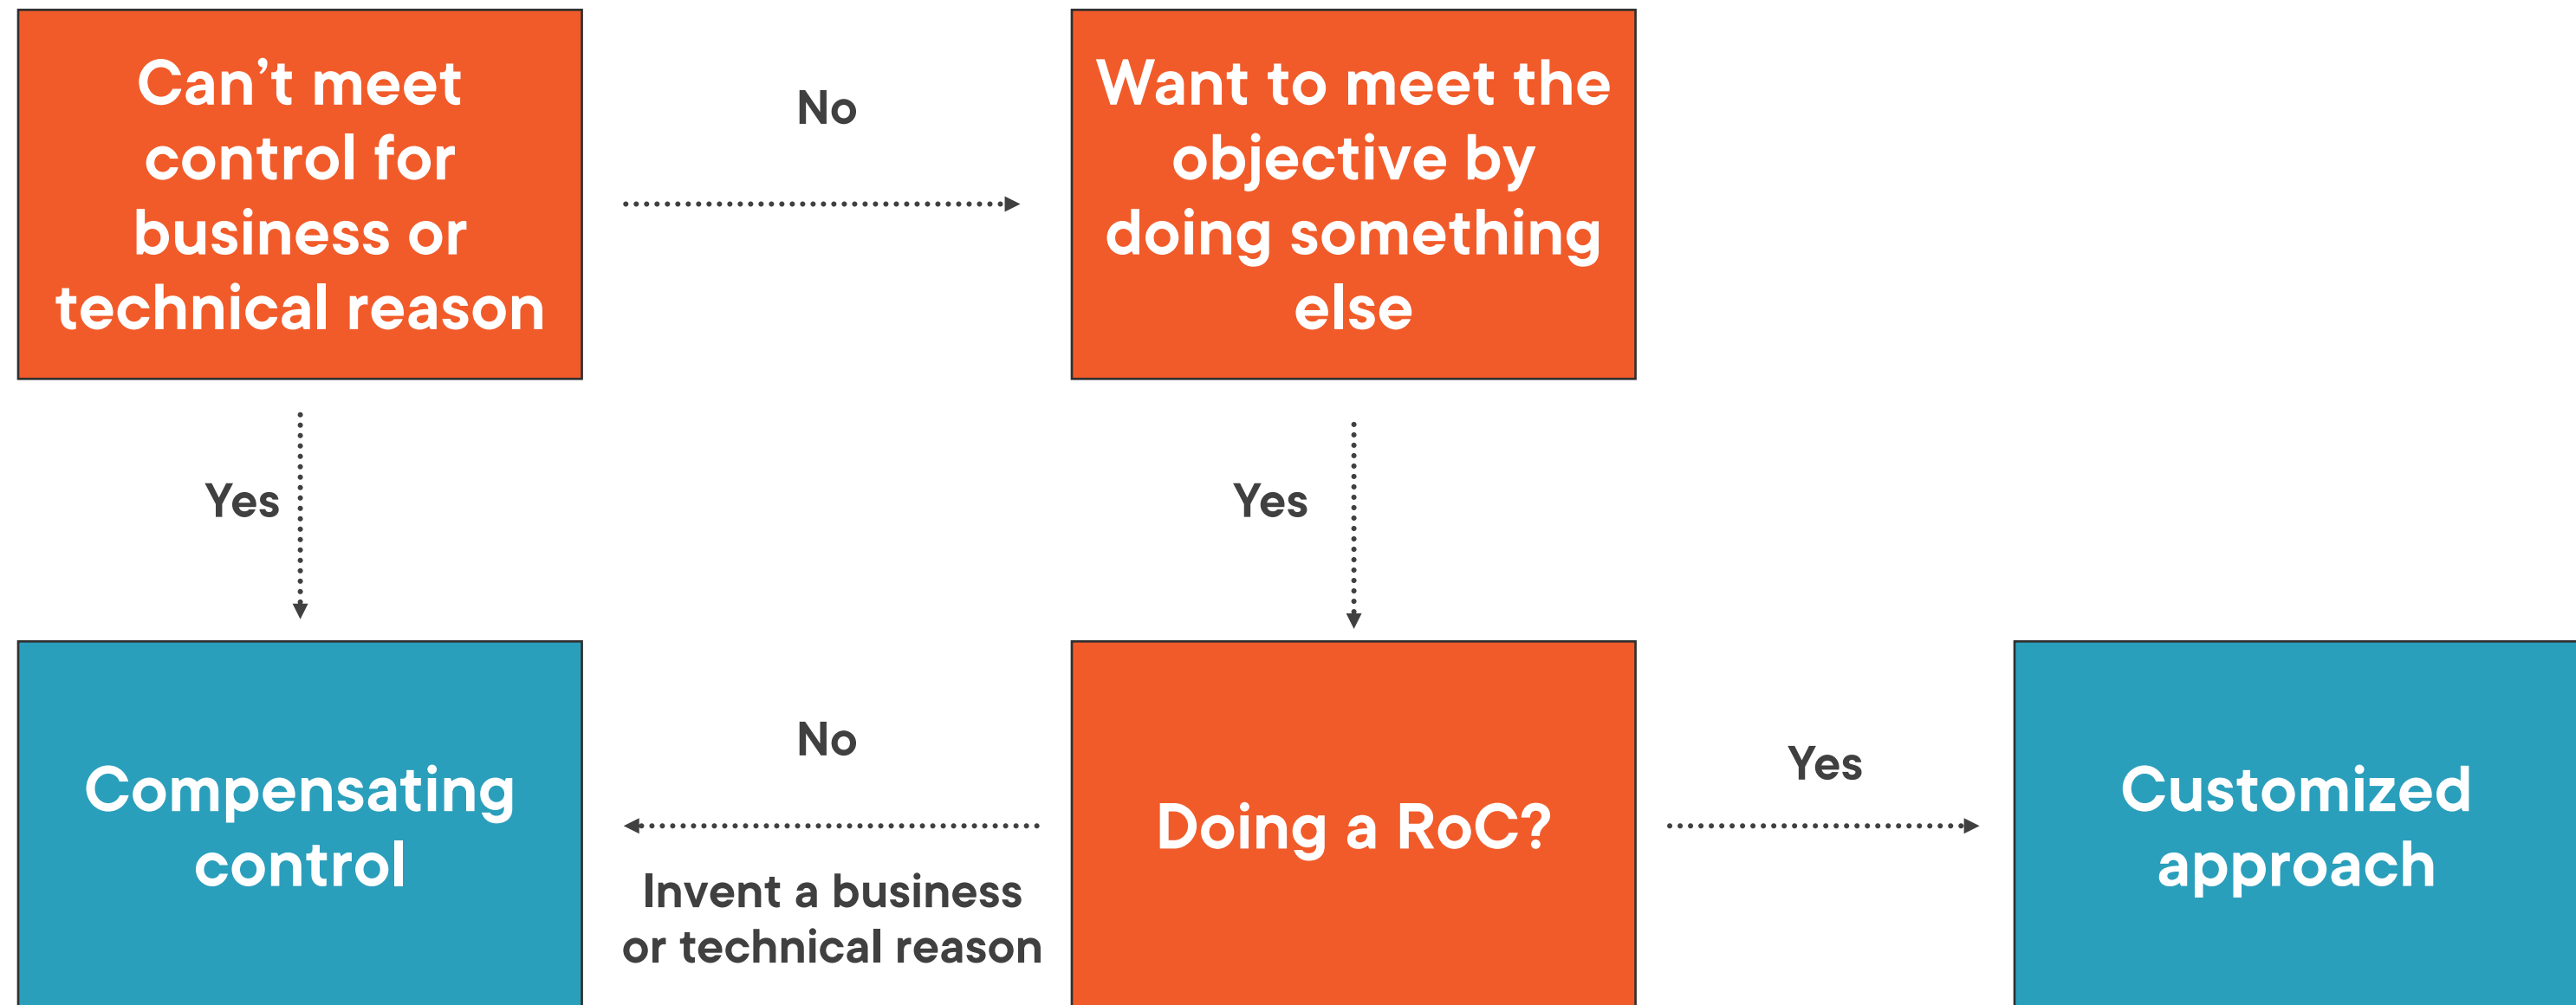 Can’t meet
control for
business or
technical reason
No
Want to meet the
objective by
doing something
else
Yes
Yes
Compensating
control
No
Invent a business
or technical reason
Doing a RoC?
Yes
Customized
approach